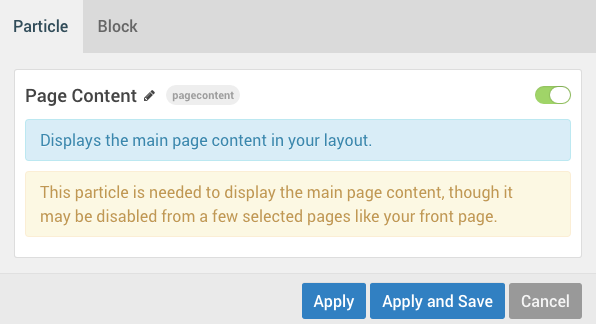 Particle
Block
Page Content
pagecontent
Displays the main page content in your layout.
This particle is needed to display the main page content, though it
may be disabled from a few selected pages like your front page.
Apply
Apply and Save
Cancel